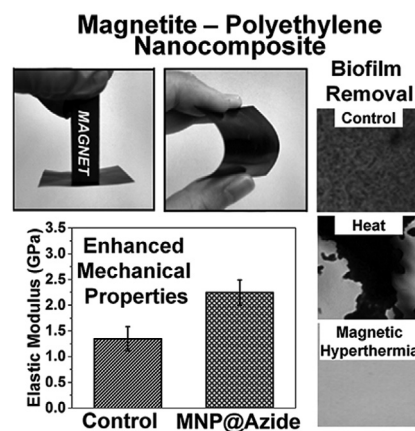 Magnetite – Polyethylene
Nanocomposite
MAGNET
Biofilm
Removal
Control
Heat
Magnetic
Hyperthermia
Enhanced
Mechanical
Properties
Elastic Modulus (GPa)
3.5
3.0
2.5
2.0
1.5
1.0
0.5
0.0
Control
MNP@Azide